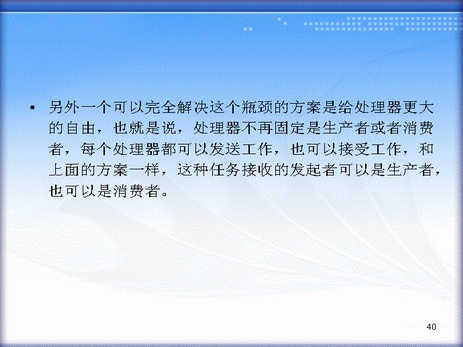 • 另外一个可以完全解决这个瓶颈的方案是给处理器更大
的自由，也就是说，处理器不再固定是生产者或者消费
者，每个处理器都可以发送工作，也可以接受工作，和
上面的方案一样，这种任务接收的发起者可以是生产者，
也可以是消费者。
40